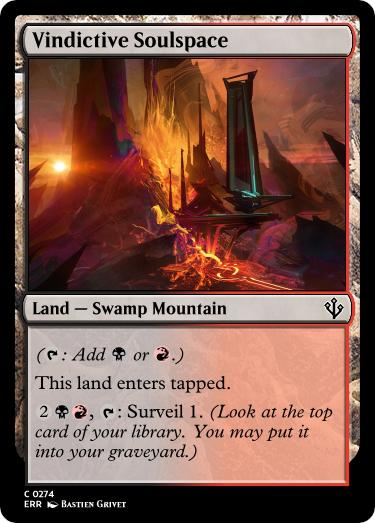 Vindictive Soulspace
Land — Swamp Mountain
(: Add or .)
This land enters tapped.
2 , : Surveil 1. (Look at the top
card of your library. You may put it
into your graveyard.)
C 0274
ERR Bastien Grivet